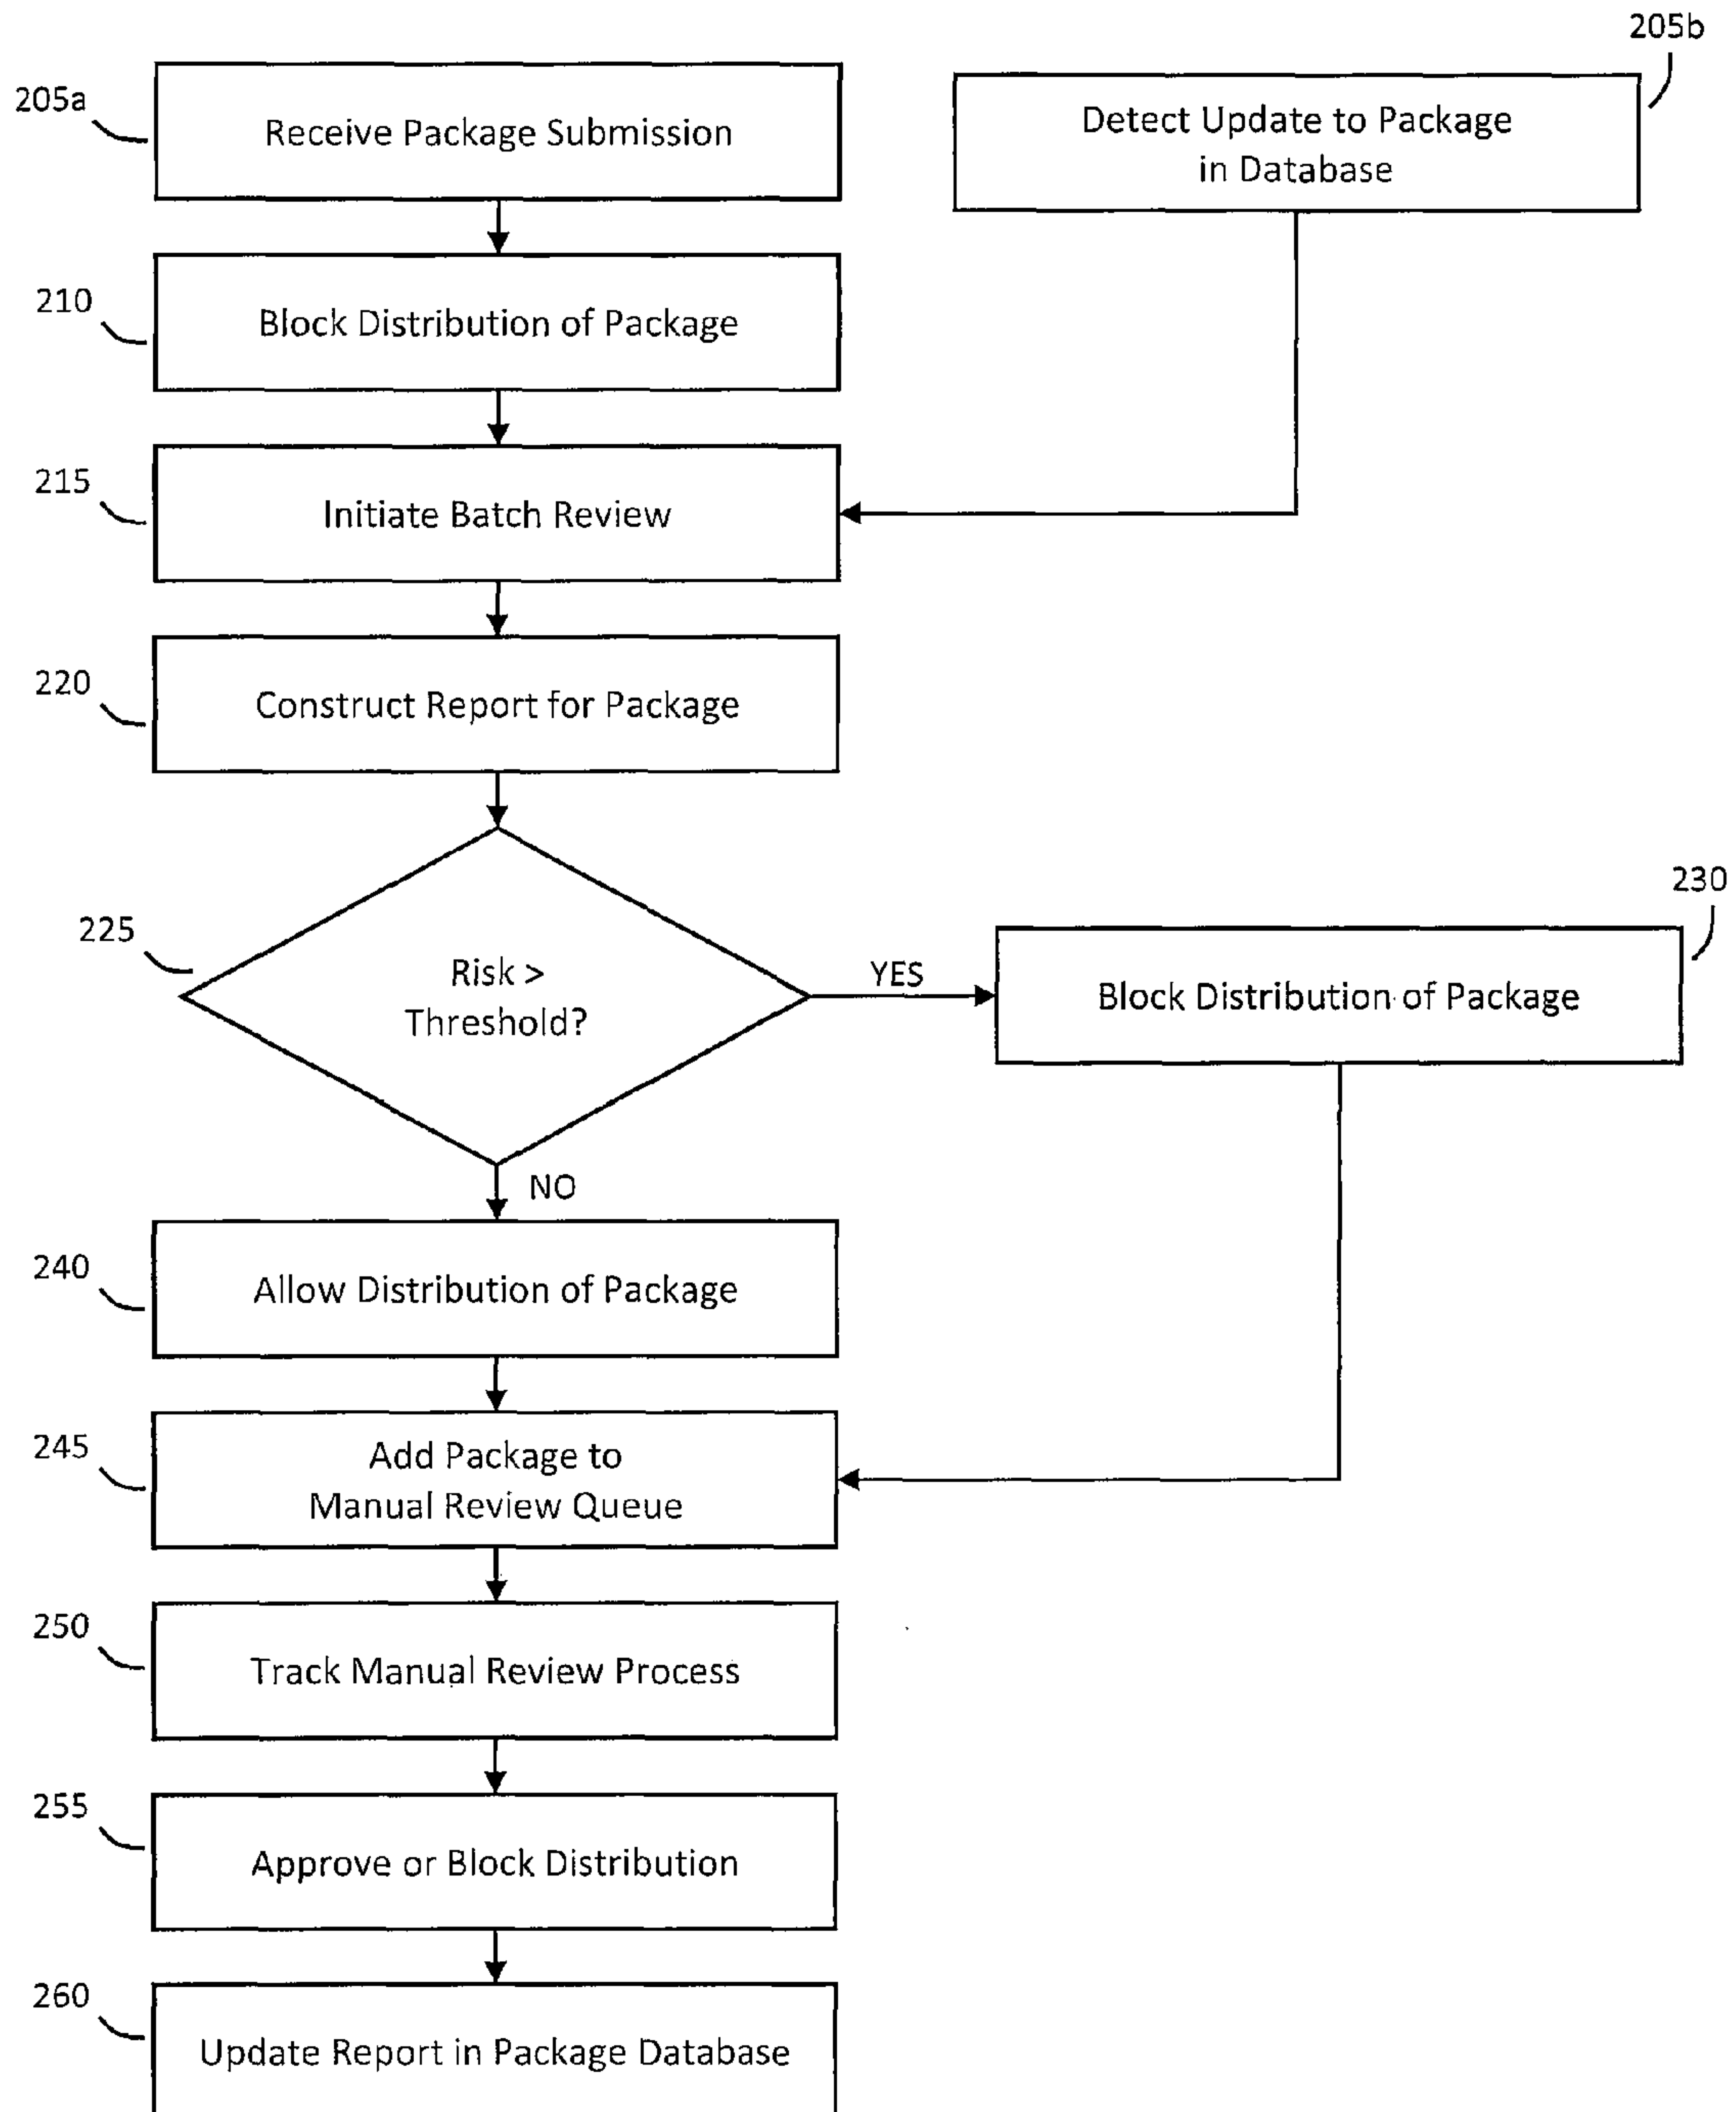 205b
205a
Receive Package Submission
Detect Update to Package
in Database
210
Block Distribution of Package
215
Initiate Batch Review
220
Construct Report for Package
225
Risk >
Threshold?
YES
230
Block Distribution of Package
NO
240
Allow Distribution of Package
245
Add Package to
Manual Review Queue
250
Track Manual Review Process
255
Approve or Block Distribution
260
Update Report in Package Database